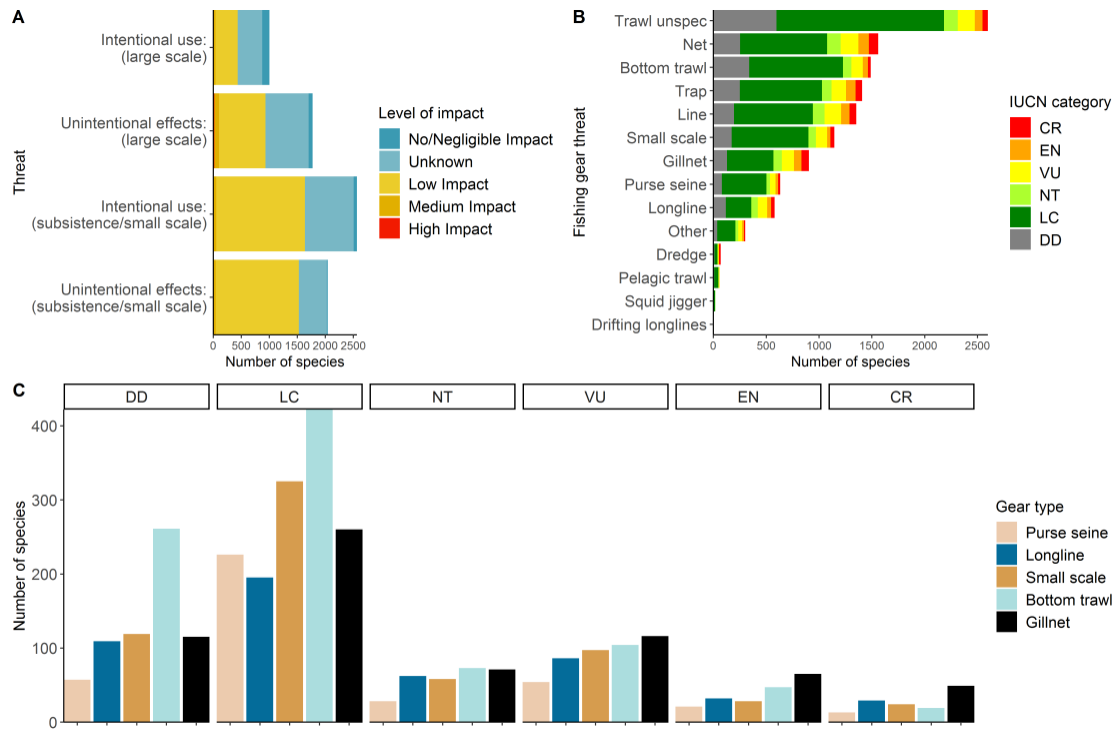 A
Intentional use:
(large scale)
Unintentional effects:
(large scale)
Intentional use:
(subsistence/small scale)
Unintentional effects:
(subsistence/small scale)
Threat
0 500 1000 1500 2000 2500
Number of species
Level of impact
No/Negligible Impact
Unknown
Low Impact
Medium Impact
High Impact
B
Trawl unspec
Net
Bottom trawl
Trap
Line
Small scale
Gillnet
Purse seine
Longline
Other
Dredge
Pelagic trawl
Squid jigger
Drifting longlines
Fishing gear threat
0 500 1000 1500 2000 2500
Number of species
IUCN category
CR
EN
VU
NT
LC
DD
C
DD LC NT VU EN CR
400
300
200
100
0
Number of species
Gear type
Purse seine
Longline
Small scale
Bottom trawl
Gillnet